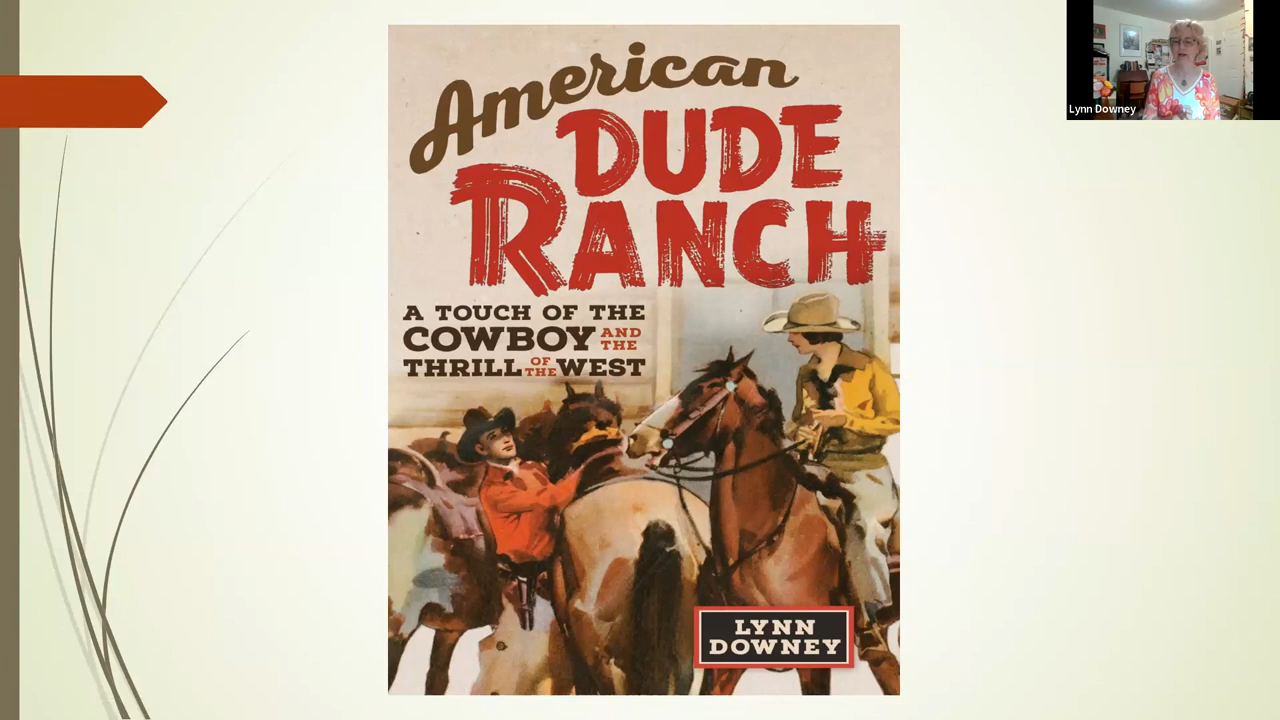 American
DUDE
RANCH
A TOUCH OF THE
COWBOY AND THE
THRILL OF THE WEST
LYNN
DOWNEY
Lynn Downey